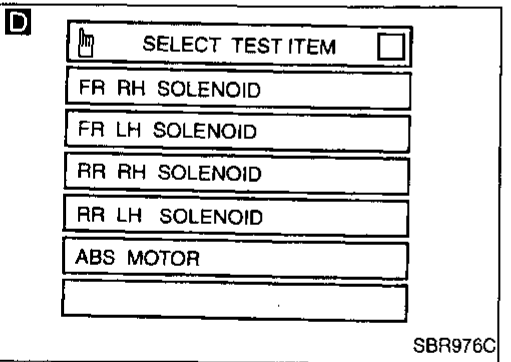 D
SELECT TEST ITEM
FR RH SOLENOID
FR LH SOLENOID
RR RH SOLENOID
RR LH SOLENOID
ABS MOTOR
SBR976C